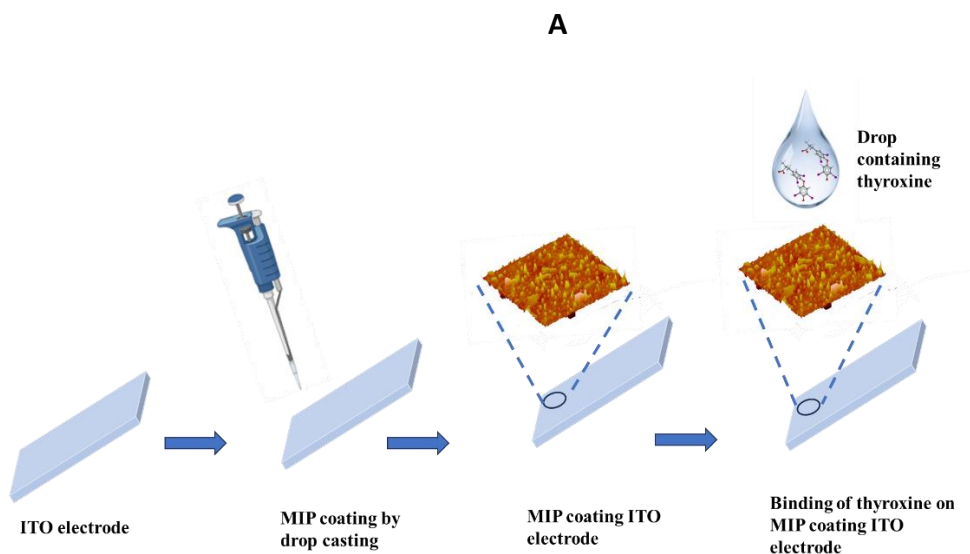 A
Drop
containing
thyroxine
ITO electrode
MIP coating by
drop casting
MIP coating ITO
electrode
Binding of thyroxine on
MIP coating ITO
electrode